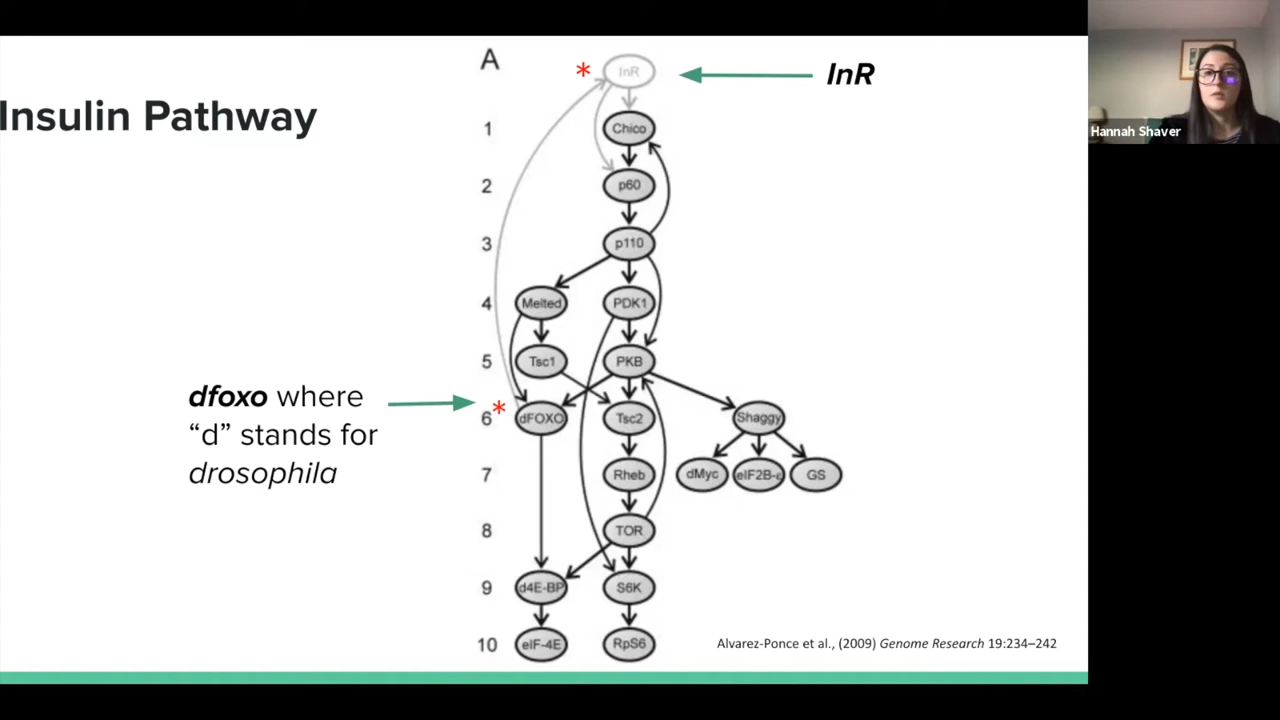 A
Insulin Pathway
* InR
InR
1 Chico
2 p60
3 p110
4 Melted PDK1
5 Tsc1 PKB
dfoxo where
“d” stands for
drosophila
6 * dFOXO Tsc2 Shaggy
7 Rheb dMyc eIF2B-ε GS
8 TOR
9 d4E-BP S6K
10 eIF-4E RpS6
Alvarez-Ponce et al., (2009) Genome Research 19:234–242
Hannah Shaver